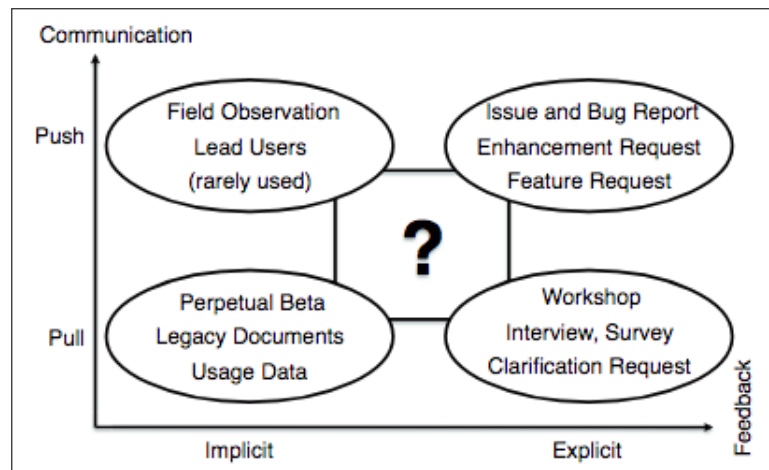 Communication
Push
Field Observation
Lead Users
(rarely used)
Issue and Bug Report
Enhancement Request
Feature Request
?
Pull
Perpetual Beta
Legacy Documents
Usage Data
Workshop
Interview, Survey
Clarification Request
Implicit
Explicit
Feedback